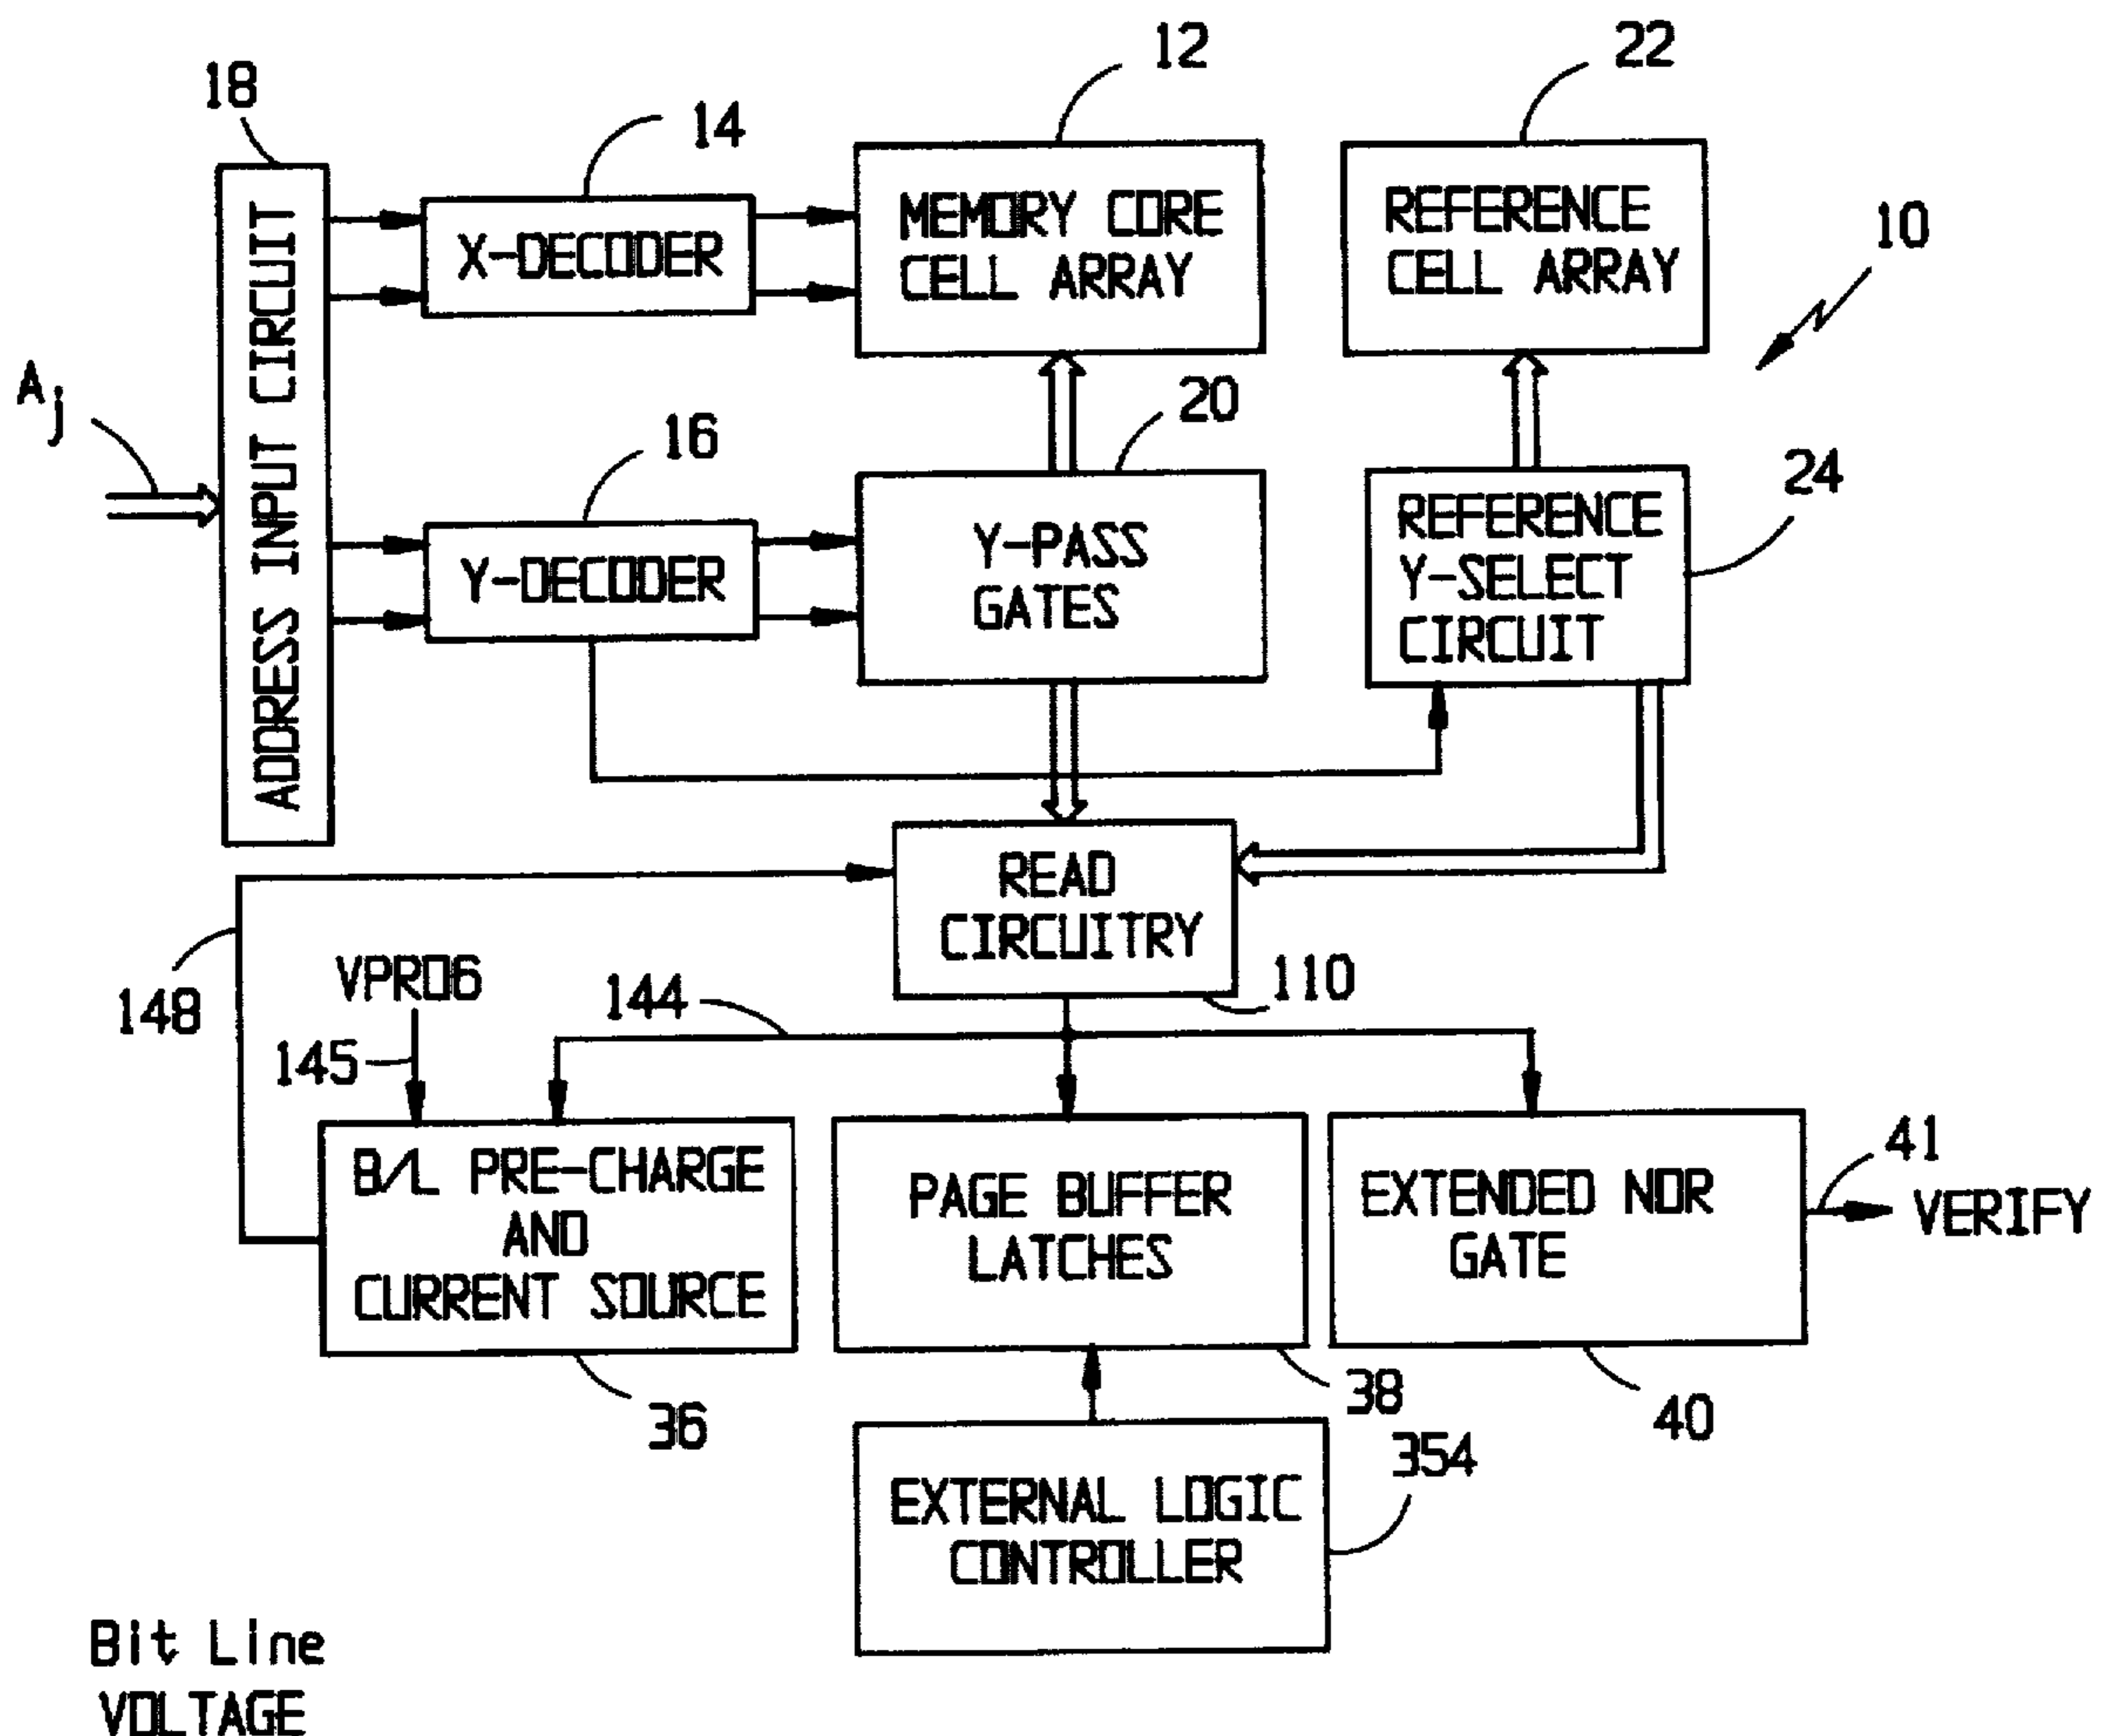 12
22
18
14
MEMORY CORE
CELL ARRAY
REFERENCE
CELL ARRAY
10
X-DECODER
ADDRESS INPUT CIRCUIT
Aj
20
16
24
Y-DECODER
Y-PASS
GATES
REFERENCE
Y-SELECT
CIRCUIT
READ
CIRCUITRY
110
148
VPRO6
144
145
B/L PRE-CHARGE
AND
CURRENT SOURCE
PAGE BUFFER
LATCHES
EXTENDED NOR
GATE
41
VERIFY
36
38
40
354
EXTERNAL LOGIC
CONTROLLER
Bit Line
VOLTAGE